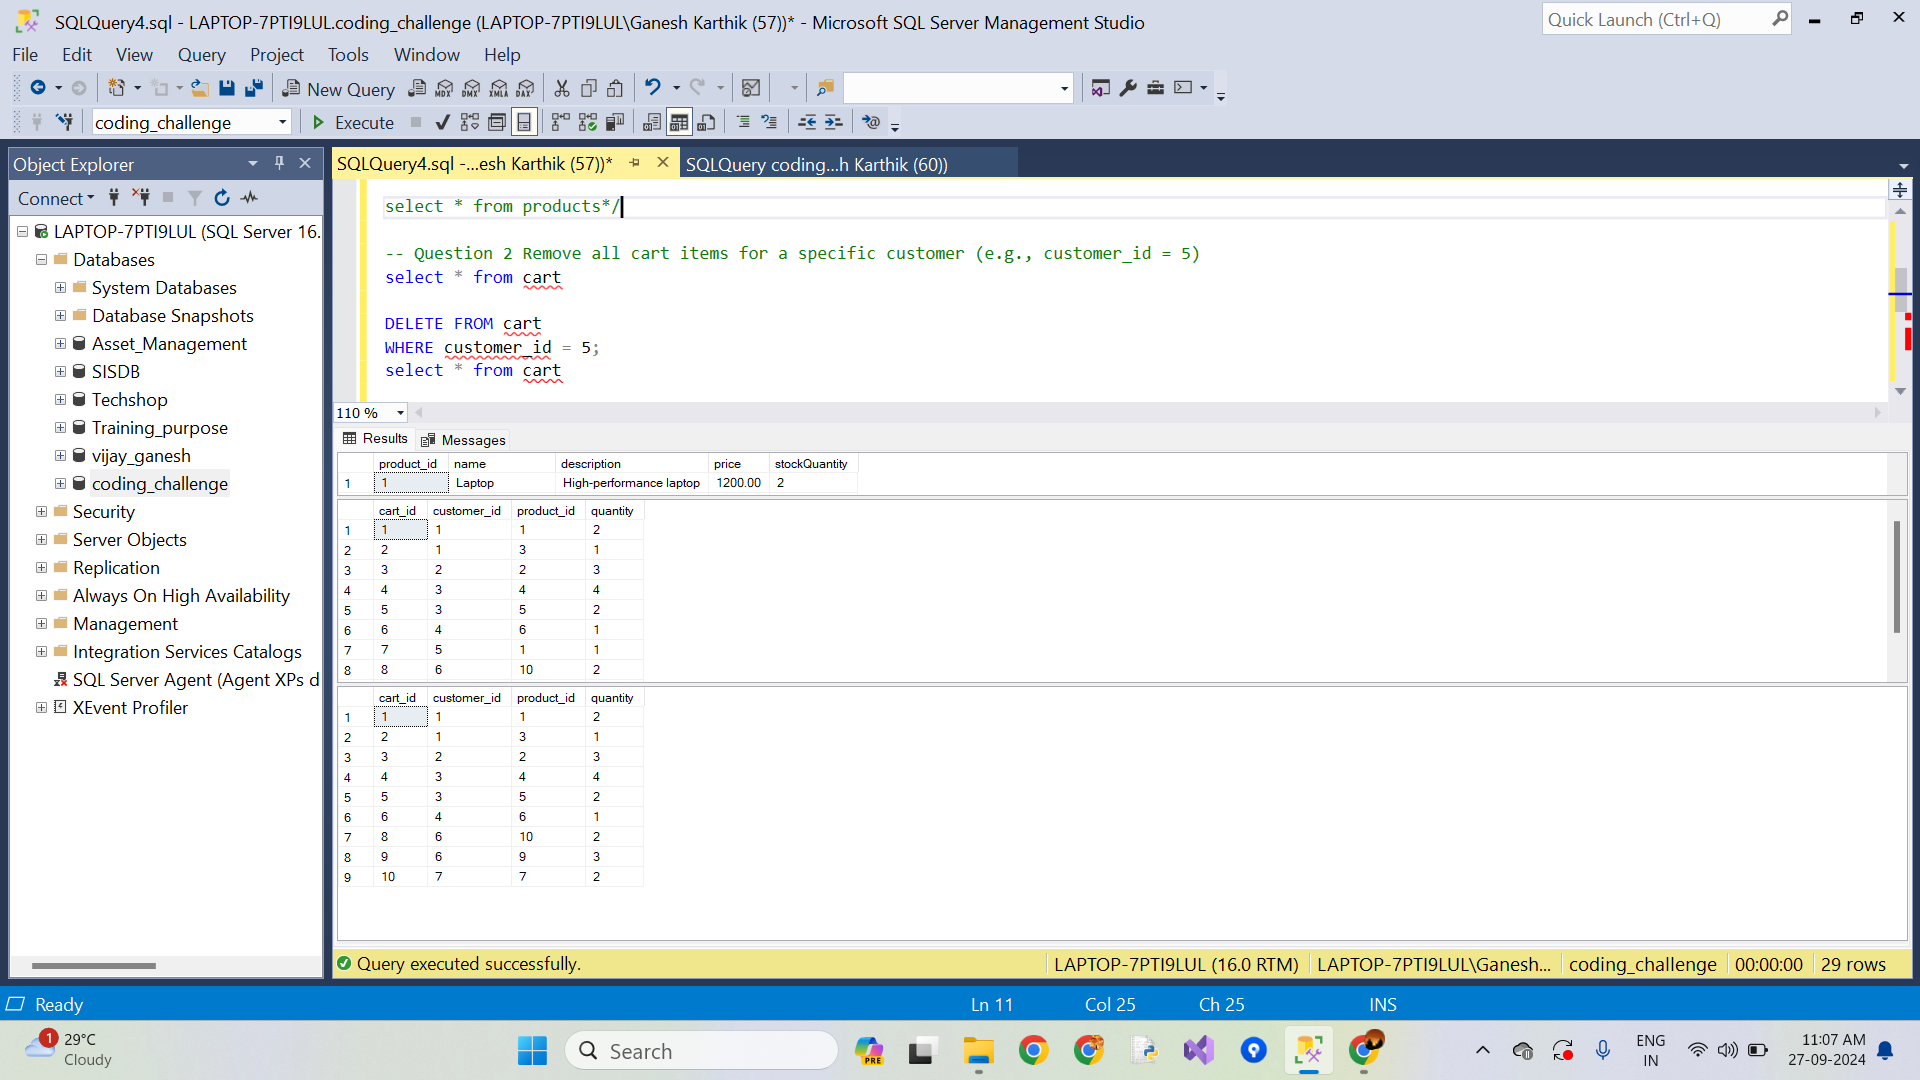 SQLQuery4.sql - LAPTOP-7PTI9LUL.coding_challenge (LAPTOP-7PTI9LUL\Ganesh Karthik (57))* - Microsoft SQL Server Management Studio
Quick Launch (Ctrl+Q)
File Edit View Query Project Tools Window Help
New Query
MDX DMX XMLA DAX
coding_challenge
Execute
Object Explorer
SQLQuery4.sql -...esh Karthik (57))*
SQLQuery coding...h Karthik (60))
Connect
LAPTOP-7PTI9LUL (SQL Server 16.
Databases
System Databases
Database Snapshots
Asset_Management
SISDB
Techshop
Training_purpose
vijay_ganesh
coding_challenge
Security
Server Objects
Replication
Always On High Availability
Management
Integration Services Catalogs
SQL Server Agent (Agent XPs d
XEvent Profiler
select * from products*/
-- Question 2 Remove all cart items for a specific customer (e.g., customer_id = 5)
select * from cart
DELETE FROM cart
WHERE customer_id = 5;
select * from cart
110 %
Results Messages
product_id name description price stockQuantity
1 1 Laptop High-performance laptop 1200.00 2
cart_id customer_id product_id quantity
1 1 1 1 2
2 2 1 3 1
3 3 2 2 3
4 4 3 4 4
5 5 3 5 2
6 6 4 6 1
7 7 5 1 1
8 8 6 10 2
cart_id customer_id product_id quantity
1 1 1 1 2
2 2 1 3 1
3 3 2 2 3
4 4 3 4 4
5 5 3 5 2
6 6 4 6 1
7 8 6 10 2
8 9 6 9 3
9 10 7 7 2
Query executed successfully.
LAPTOP-7PTI9LUL (16.0 RTM) LAPTOP-7PTI9LUL\Ganesh... coding_challenge 00:00:00 29 rows
Ready
Ln 11 Col 25 Ch 25 INS
1
29°C
Cloudy
Search
PRE
ENG
IN
11:07 AM
27-09-2024